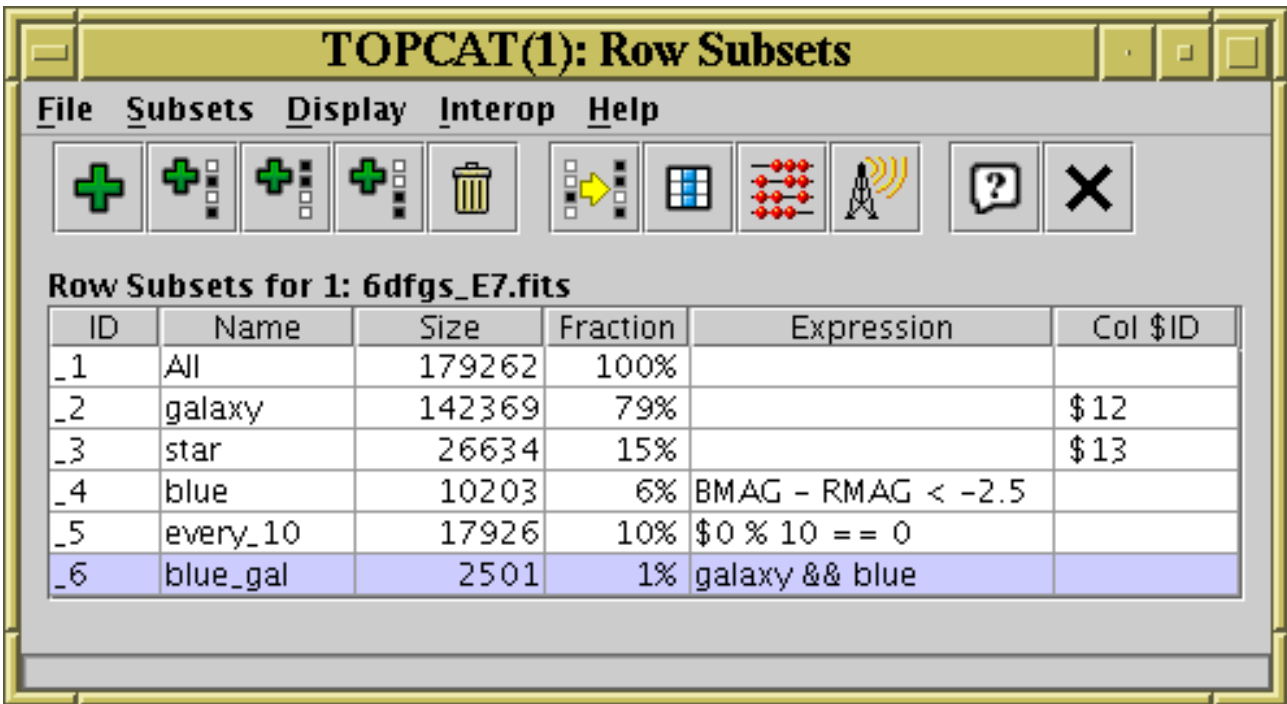 TOPCAT(1): Row Subsets
File Subsets Display Interop Help
?
Row Subsets for 1: 6dfgs_E7.fits
ID Name Size Fraction Expression Col $ID
_1 All 179262 100%
_2 galaxy 142369 79% $12
_3 star 26634 15% $13
_4 blue 10203 6% BMAG - RMAG < -2.5
_5 every_10 17926 10% $0 % 10 == 0
_6 blue_gal 2501 1% galaxy && blue